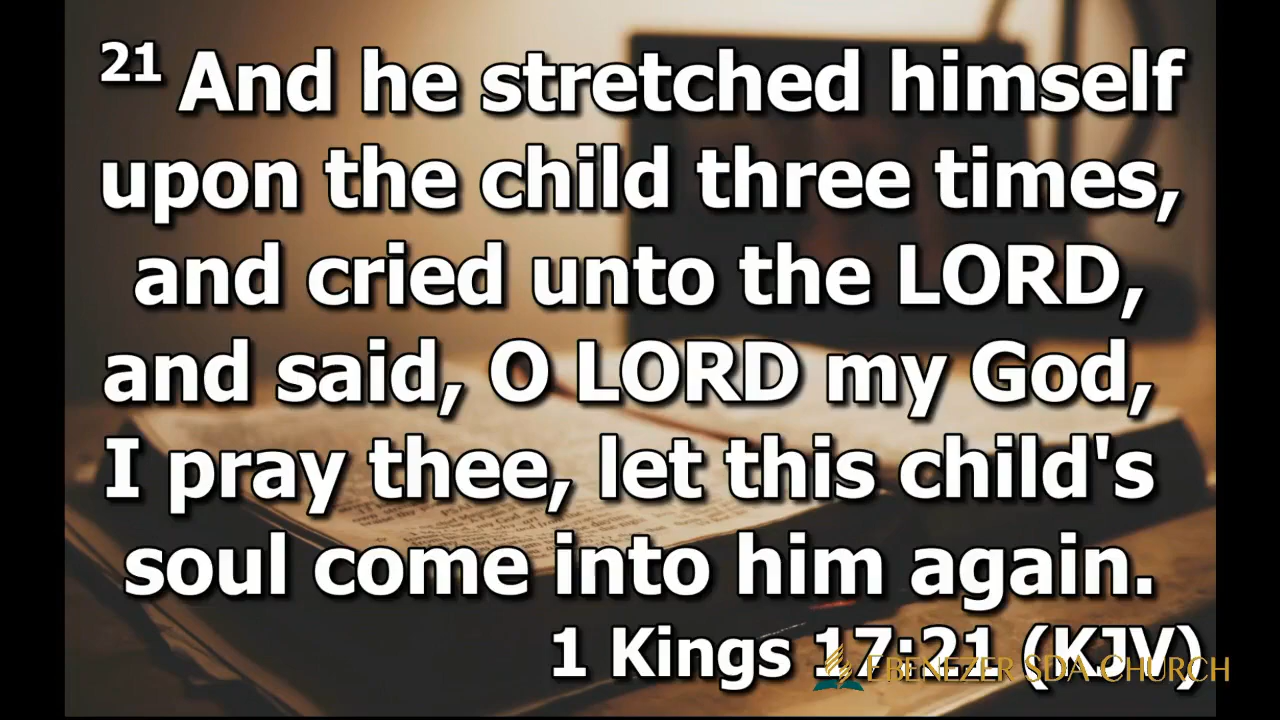 21 And he stretched himself
upon the child three times,
and cried unto the LORD,
and said, O LORD my God,
I pray thee, let this child's
soul come into him again.
1 Kings 17:21 (KJV)
EBENEZER SDA CHURCH